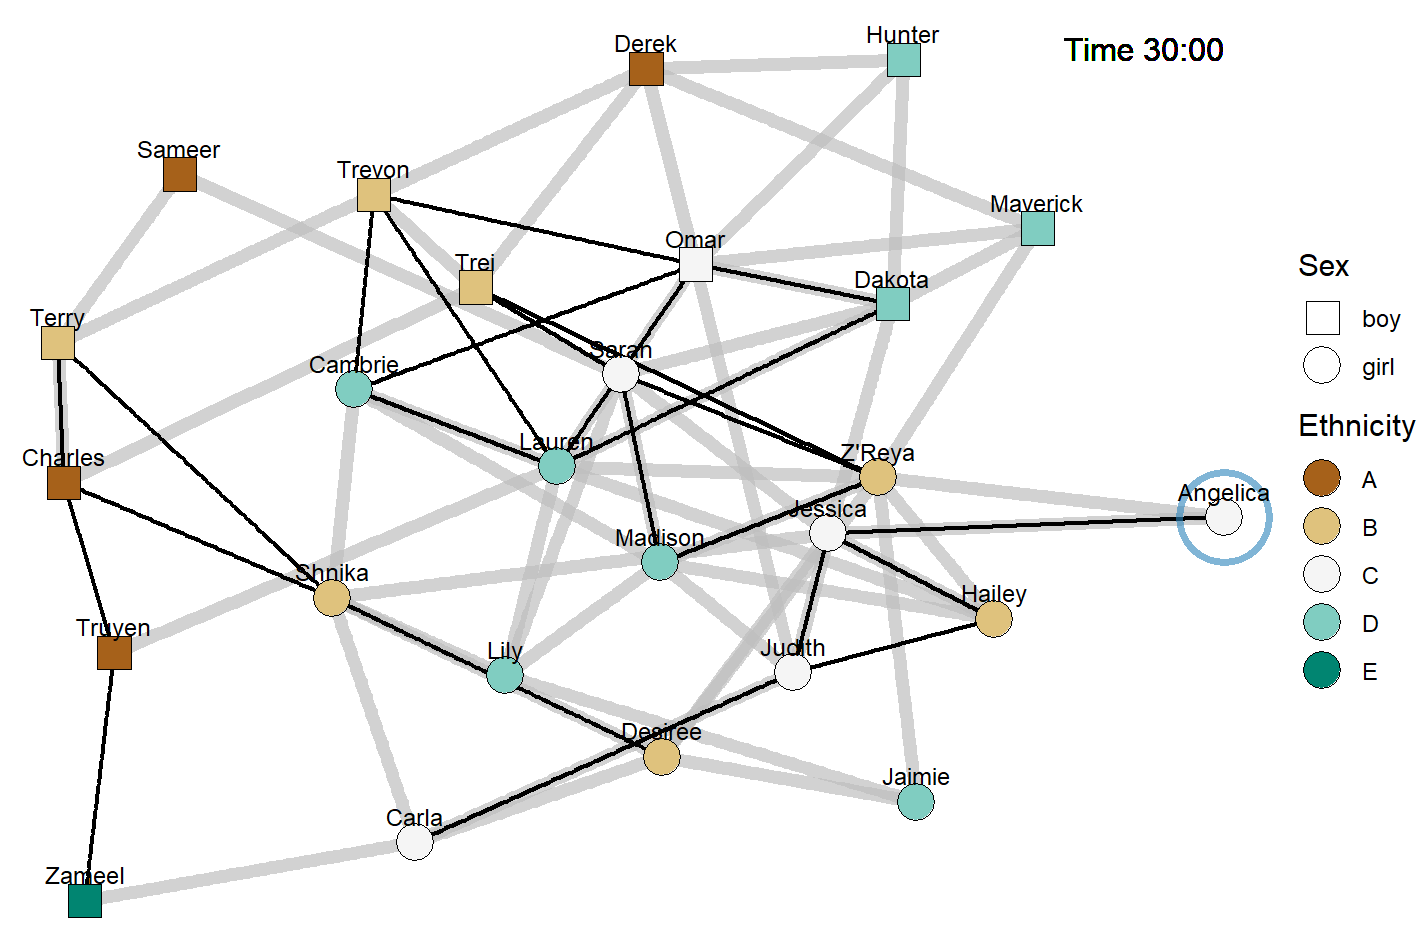 Hunter
Derek
Time 30:00
Sameer
Trevon
Maverick
Omar
Trei
Dakota
Sex
boy
Terry
Saran
Cambrie
girl
Ethnicity
Lauren
Z'Reya
Charles
A
Angelica
Jessica
B
Madison
Shnika
C
Hailey
Truyen
D
Lily
Judith
E
Desiree
Jaimie
Carla
Zameel